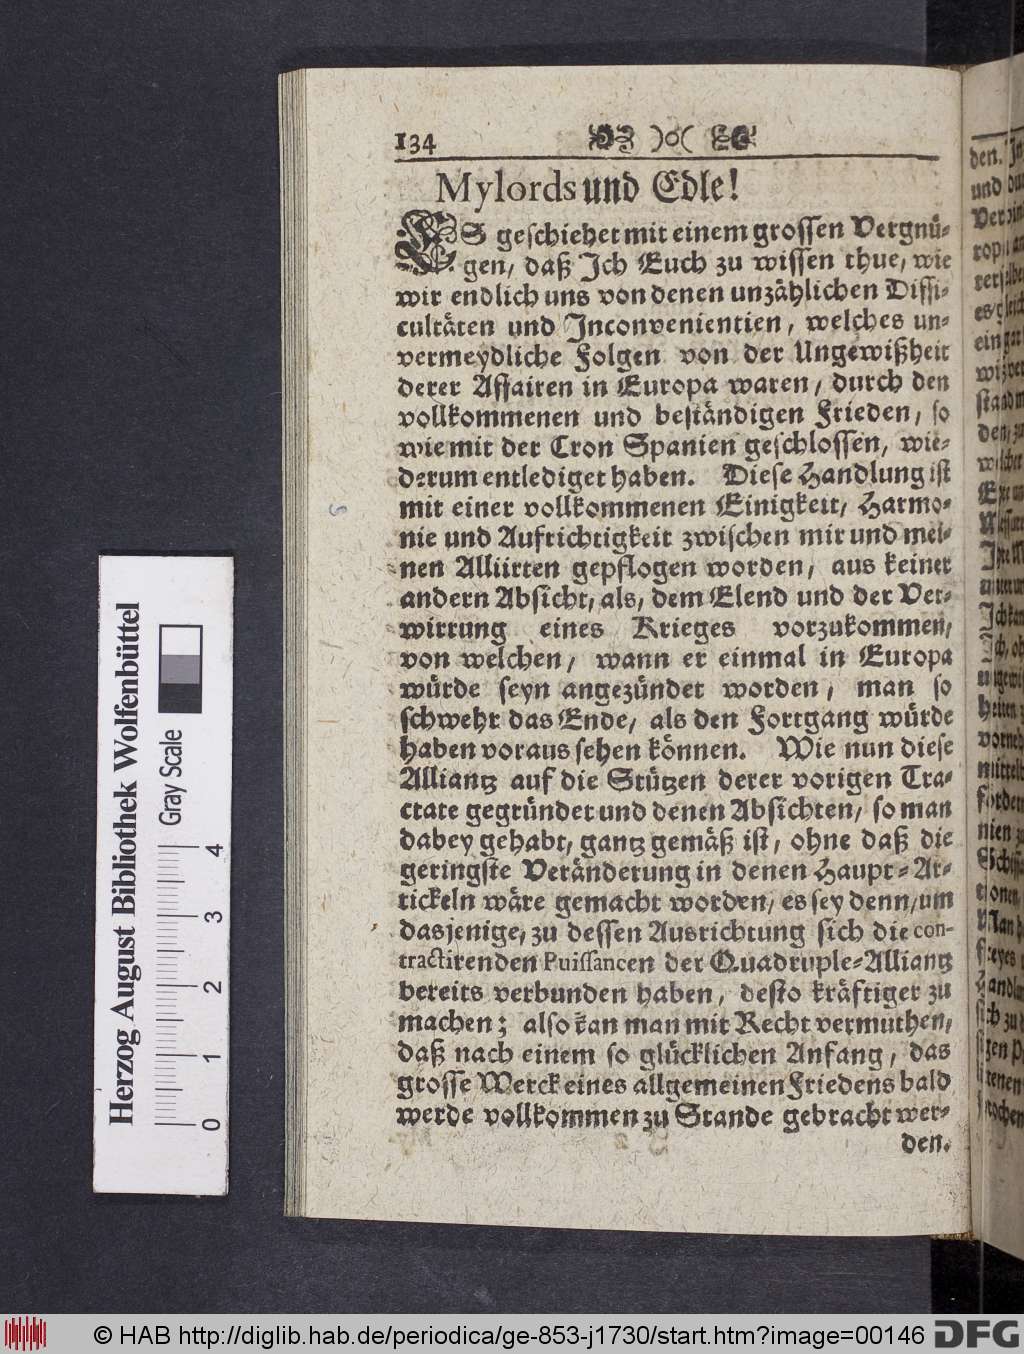 134
Mylords und Edle!
ES geschiehet mit einem grossen Vergnü-
gen, daß Ich Euch zu wissen thue, wie
wir endlich uns von denen unzählichen Diffi-
cultäten und Inconvenientien, welches un-
vermeydliche Folgen von der Ungewißheit
derer Affairen in Europa waren, durch den
vollkommenen und beständigen Frieden, so
wie mit der Cron Spanien geschlossen, wie-
derum entlediget haben. Diese Handlung ist
mit einer vollkommenen Einigkeit, Harmo-
nie und Aufrichtigkeit zwischen mir und mei-
nen Alliirten gepflogen worden, aus keiner
andern Absicht, als, dem Elend und der Ver-
wirrung eines Krieges vorzukommen,
von welchen, wann er einmal in Europa
würde seyn angezündet worden, man so
schwehr das Ende, als den Fortgang würde
haben voraus sehen können. Wie nun diese
Alliantz auf die Stützen derer vorigen Tra-
ctate gegründet und denen Absichten, so man
dabey gehabt, gantz gemäß ist, ohne daß die
geringste Veränderung in denen Haupt-Ar-
tickeln wäre gemacht worden, es sey denn, um
dasjenige, zu dessen Ausrichtung sich die con-
tractirenden Puissancen der Quadruple-Alliantz
bereits verbunden haben, desto kräftiger zu
machen; also kan man mit Recht vermuthen,
daß nach einem so glücklichen Anfang, das
grosse Werck eines allgemeinen Friedens bald
werde vollkommen zu Stande gebracht wer-
den.
Herzog August Bibliothek Wolfenbüttel
Gray Scale
0 1 2 3 4
© HAB http://diglib.hab.de/periodica/ge-853-j1730/start.htm?image=00146
DFG